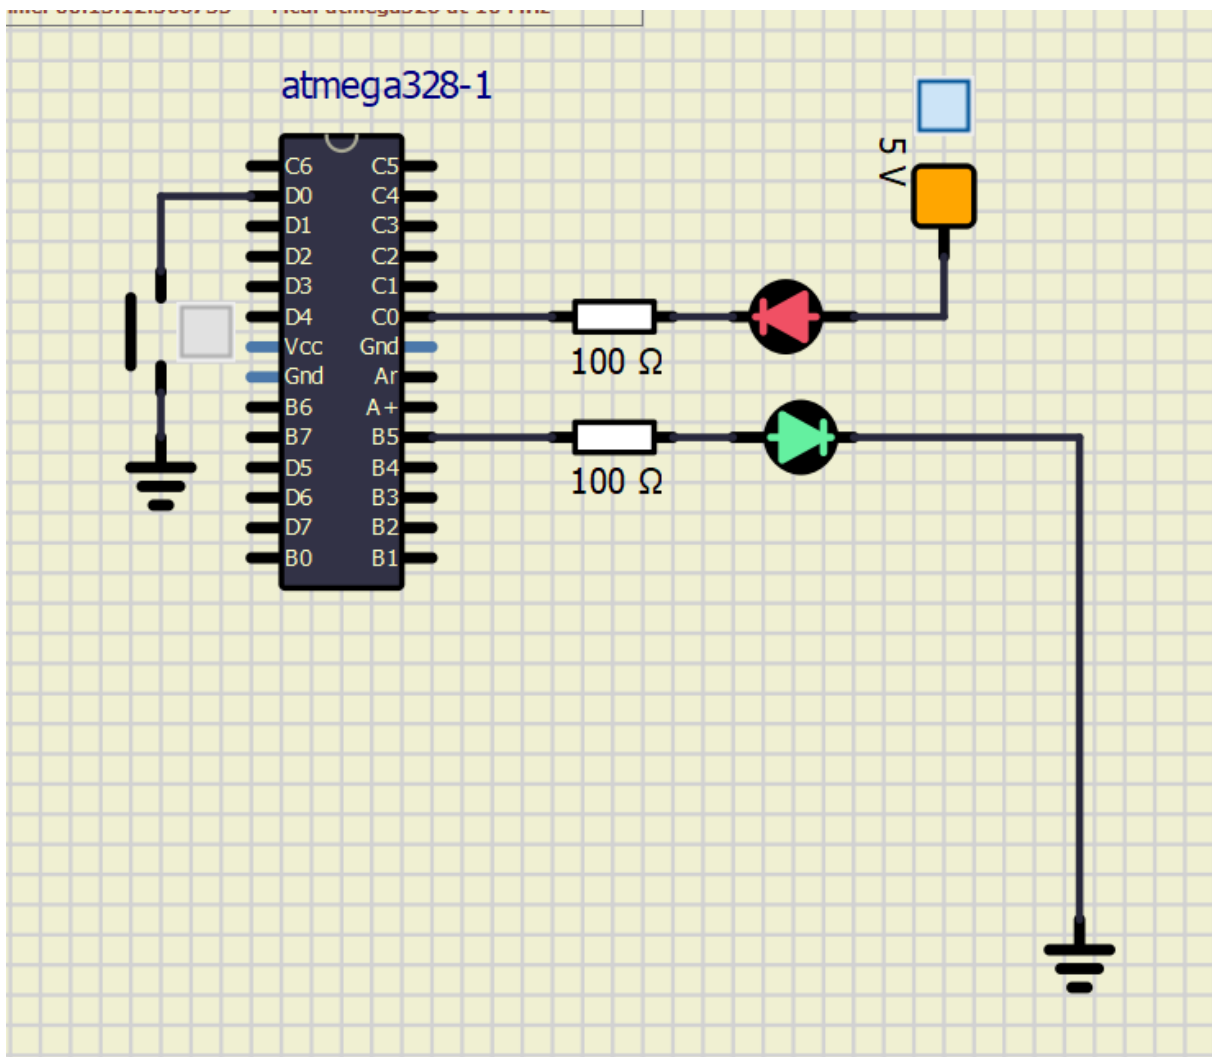 atmega328-1
C6 C5
D0 C4
D1 C3
D2 C2
D3 C1
D4 C0
Vcc Gnd
Gnd Ar
B6 A+
B7 B5
D5 B4
D6 B3
D7 B2
B0 B1
5 V
100 Ω
100 Ω